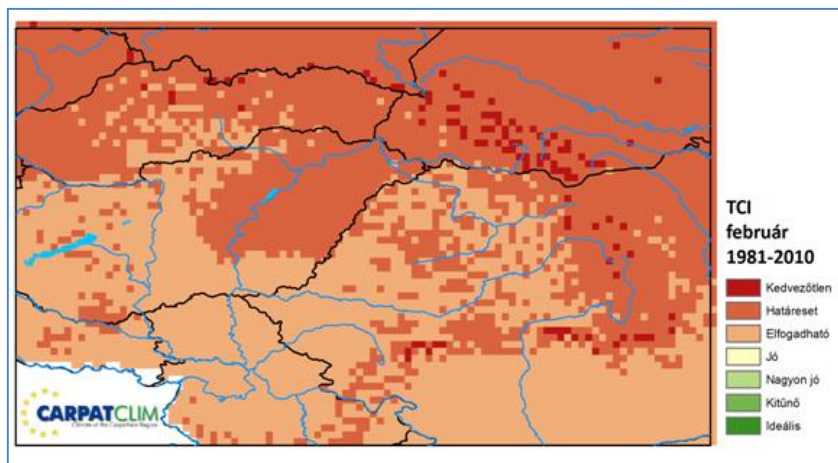 TCI
február
1981-2010
Kedvezőtlen
Határeset
Elfogadható
Jó
Nagyon jó
Kitűnő
Ideális
CARPATCLIM
Climate of the Carpathian Region